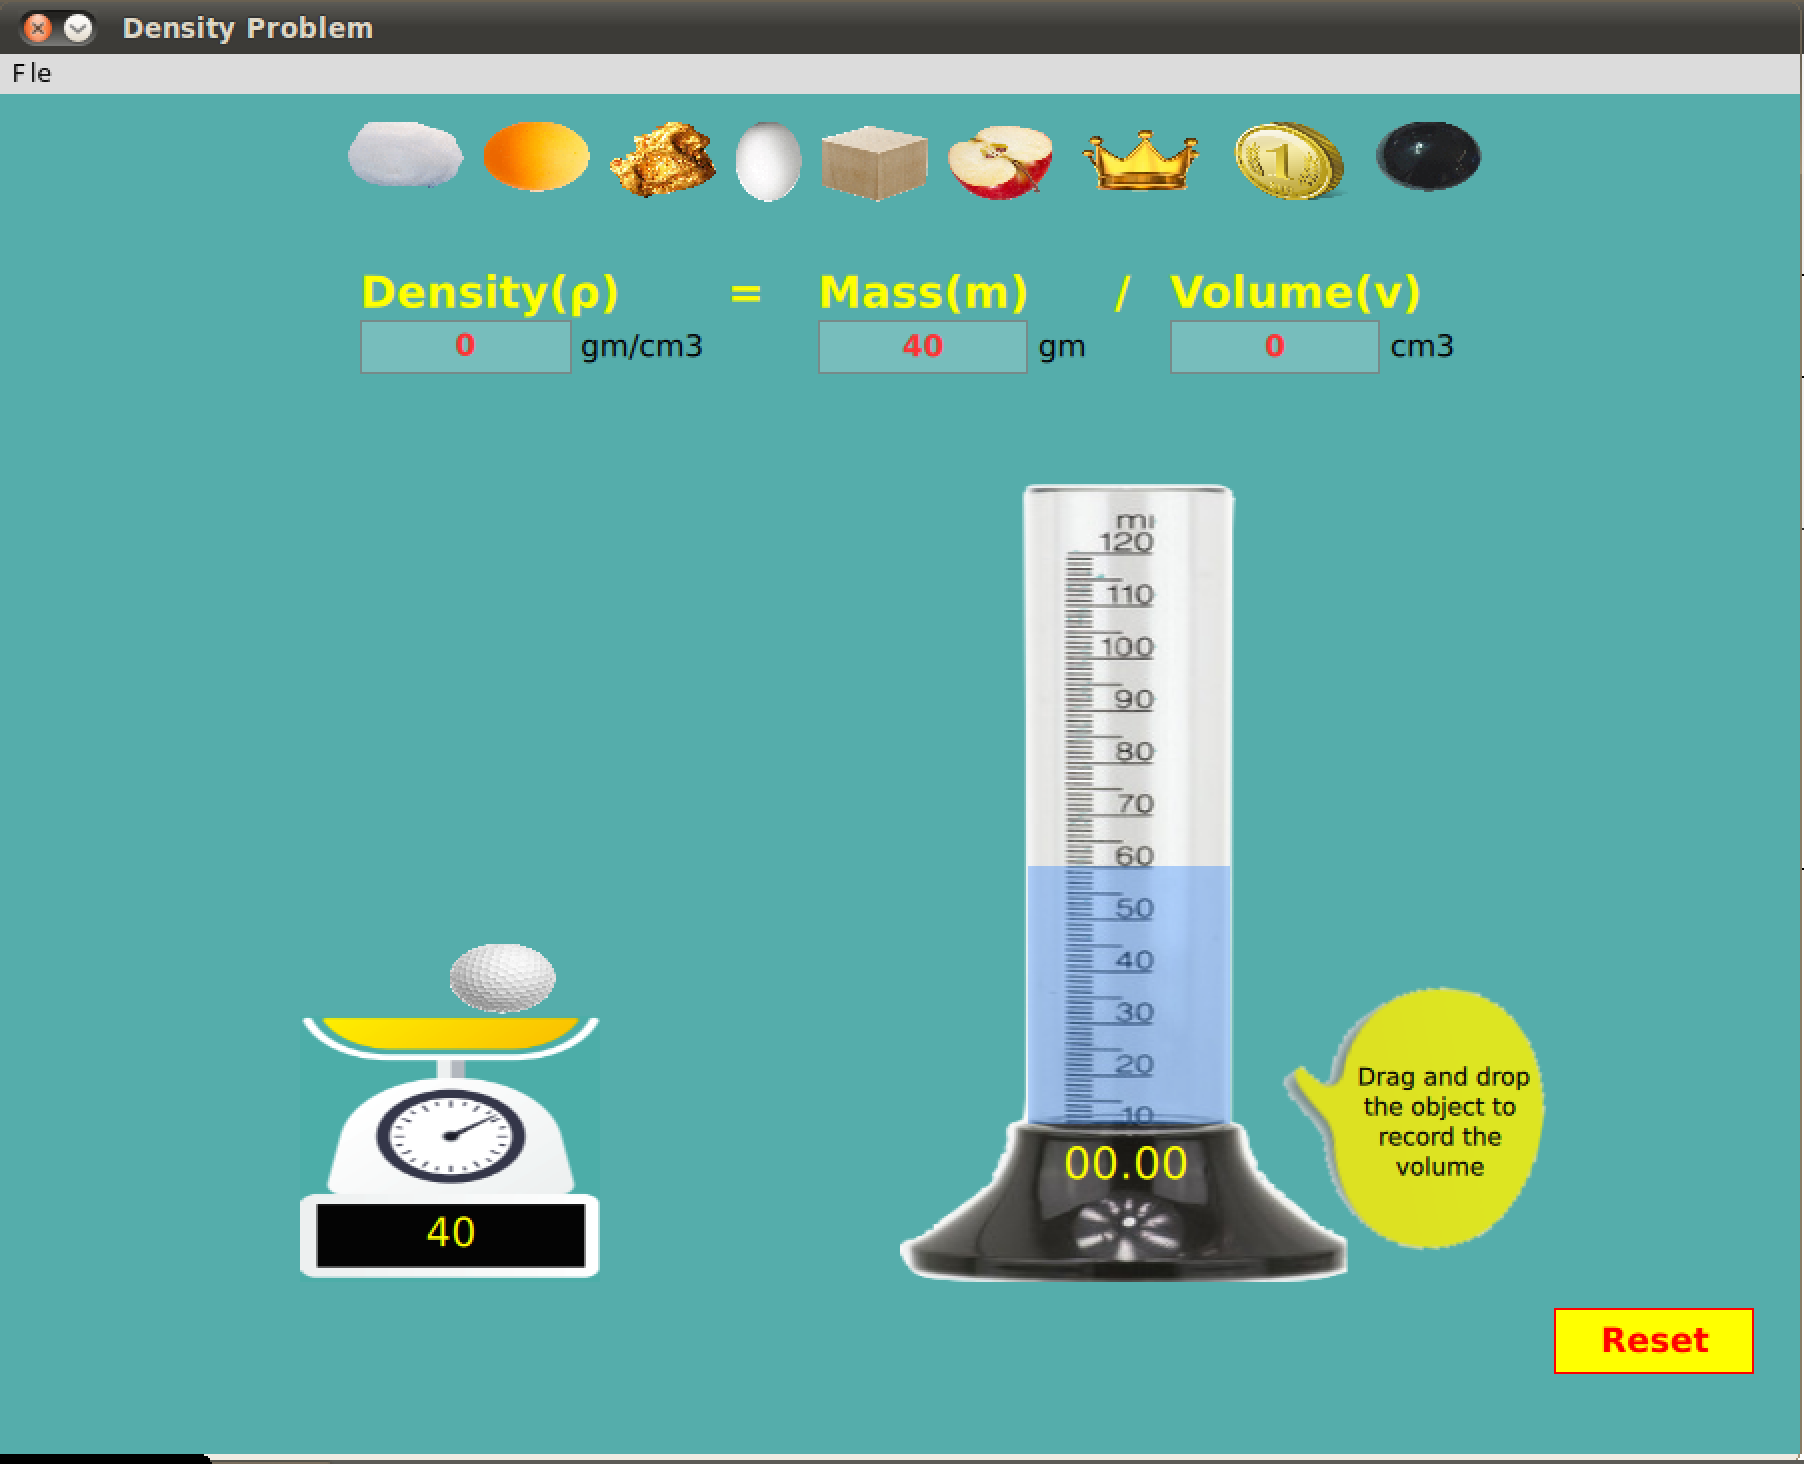 Density Problem
File
1
Density(ρ) = Mass(m) / Volume(v)
0 gm/cm3 40 gm 0 cm3
ml
120
110
100
90
80
70
60
50
40
30
20
10
Drag and drop
the object to
record the
volume
00.00
40
Reset